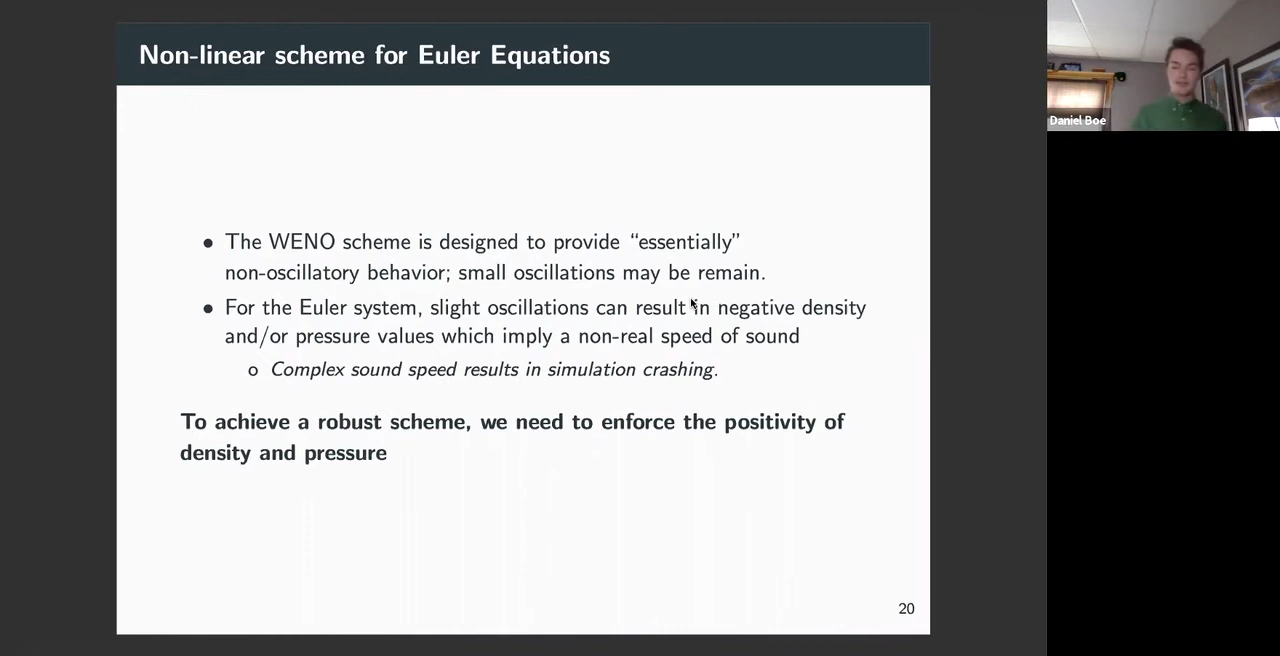 Non-linear scheme for Euler Equations
Daniel Boe
• The WENO scheme is designed to provide “essentially”
non-oscillatory behavior; small oscillations may be remain.
• For the Euler system, slight oscillations can result in negative density
and/or pressure values which imply a non-real speed of sound
o Complex sound speed results in simulation crashing.
To achieve a robust scheme, we need to enforce the positivity of
density and pressure
20